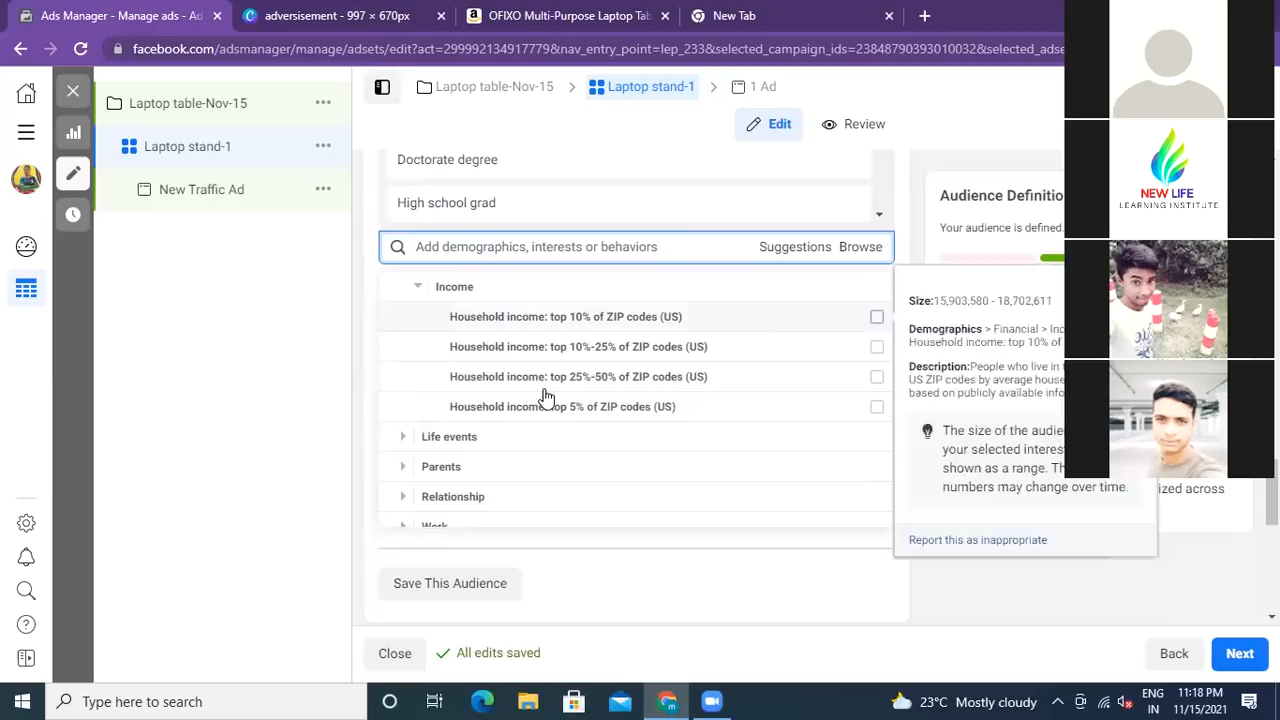 Ads Manager - Manage ads - Ad
adversisement - 997 × 670px
OFIXO Multi-Purpose Laptop Tab
New Tab
facebook.com/adsmanager/manage/adsets/edit?act=299992134917779&nav_entry_point=lep_233&selected_campaign_ids=23848790393010032&selected_adse
Laptop table-Nov-15
Laptop stand-1
New Traffic Ad
Laptop table-Nov-15
Laptop stand-1
1 Ad
Edit
Review
Doctorate degree
High school grad
Add demographics, interests or behaviors
Suggestions
Browse
Income
Household income: top 10% of ZIP codes (US)
Household income: top 10%-25% of ZIP codes (US)
Household income: top 25%-50% of ZIP codes (US)
Household income: top 5% of ZIP codes (US)
Life events
Parents
Relationship
Work
Save This Audience
Audience Definitio
Your audience is defined.
Size:15,903,580 - 18,702,611
Demographics > Financial > Inc
Household income: top 10% of
Description:People who live in t
US ZIP codes by average house
based on publicly available info
The size of the audie
your selected interes
shown as a range. Th
numbers may change over time.
ized across
Report this as inappropriate
NEW LIFE
LEARNING INSTITUTE
Close
All edits saved
Back
Next
Type here to search
23°C Mostly cloudy
ENG
IN
11:18 PM
11/15/2021